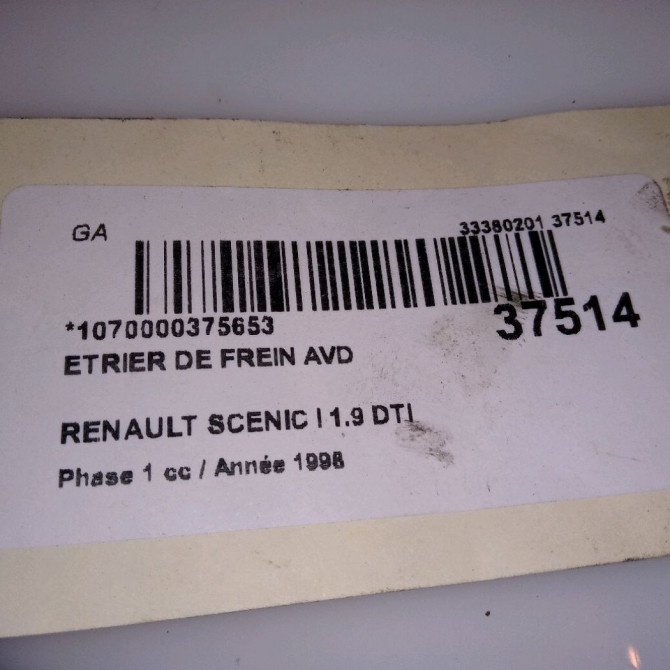 GA
33380201 37514
*1070000375653
37514
ETRIER DE FREIN AVD
RENAULT SCENIC I 1.9 DTI
Phase 1 cc / Année 1998